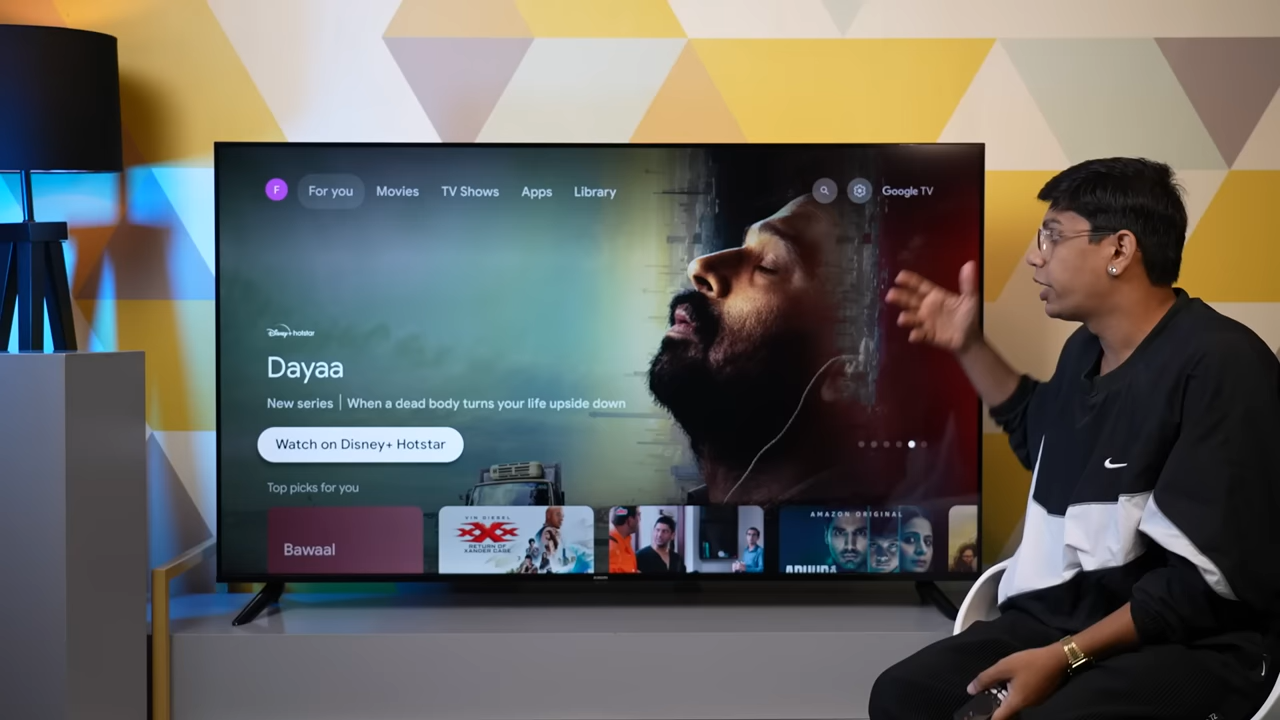 F
For you
Movies
TV Shows
Apps
Library
Google TV
Disney+ hotstar
Dayaa
New series | When a dead body turns your life upside down
Watch on Disney+ Hotstar
Top picks for you
Bawaal
VIN DIESEL
xXx
RETURN OF
XANDER CAGE
AMAZON ORIGINAL